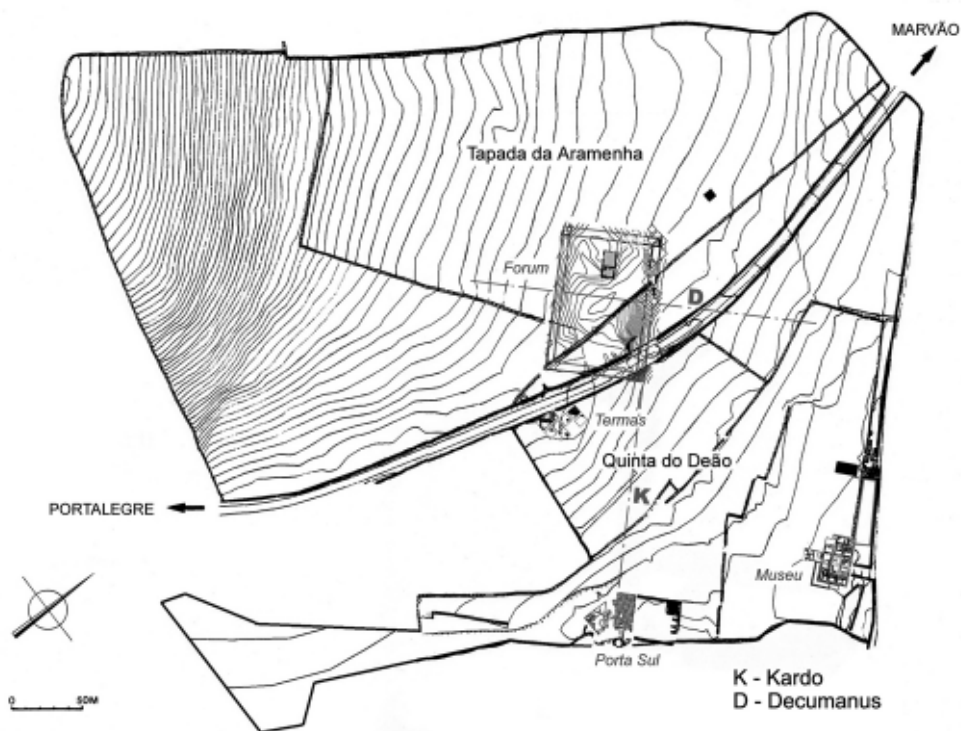 MARVÃO
Tapada da Aramenha
Forum
D
Termas
Quinta do Deão
K
PORTALEGRE
Museu
Porta Sul
0 50M
K - Kardo
D - Decumanus